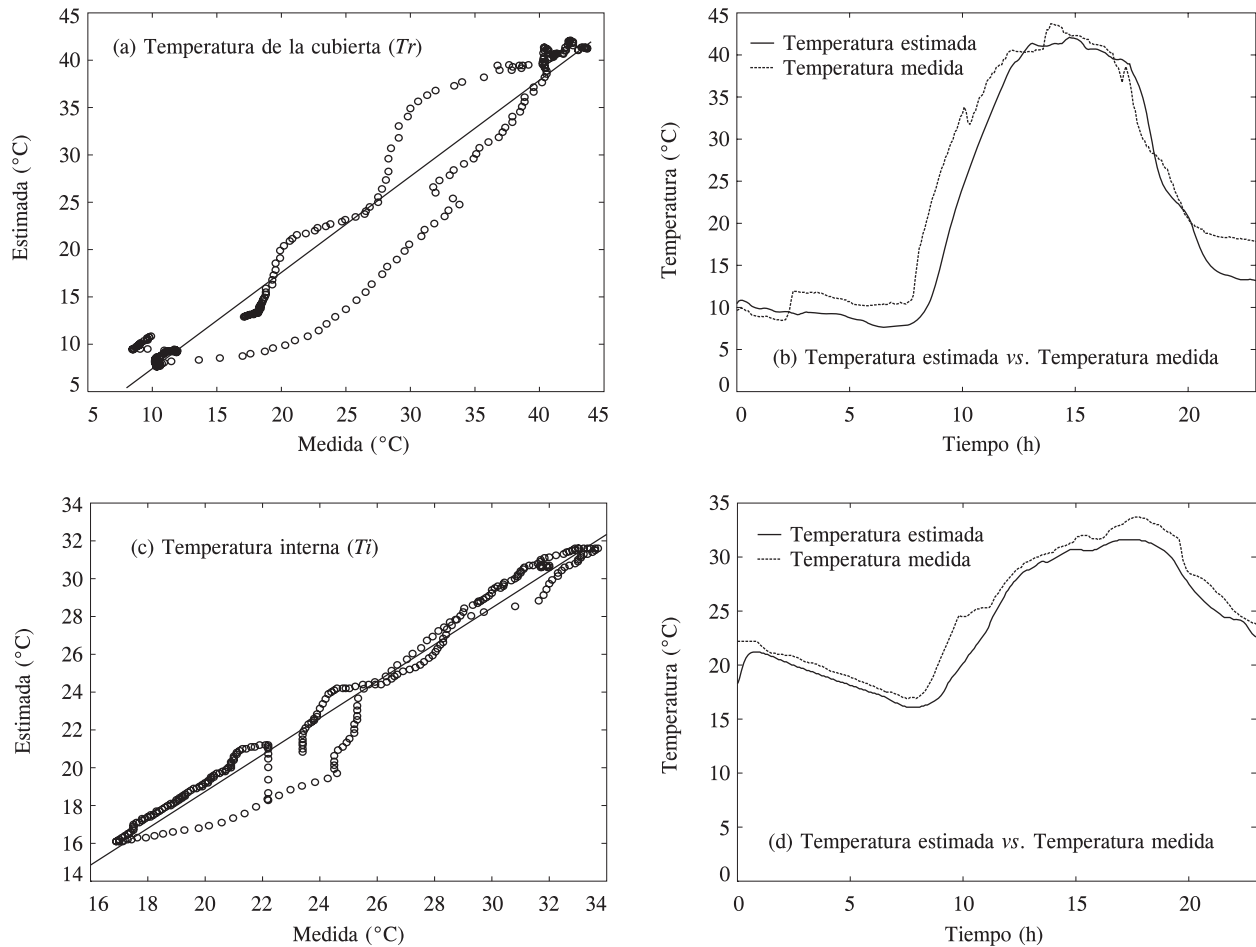 45
40
35
30
25
20
15
10
5
Estimada (°C)
(a) Temperatura de la cubierta (Tr)
5 10 15 20 25 30 35 40 45
Medida (°C)
45
40
35
30
25
20
15
10
5
0
Temperatura (°C)
Temperatura estimada
Temperatura medida
(b) Temperatura estimada vs. Temperatura medida
0 5 10 15 20
Tiempo (h)
34
32
30
28
26
24
22
20
18
16
14
Estimada (°C)
(c) Temperatura interna (Ti)
16 18 20 22 24 26 28 30 32 34
Medida (°C)
35
30
25
20
15
10
5
0
Temperatura (°C)
Temperatura estimada
Temperatura medida
(d) Temperatura estimada vs. Temperatura medida
0 5 10 15 20
Tiempo (h)